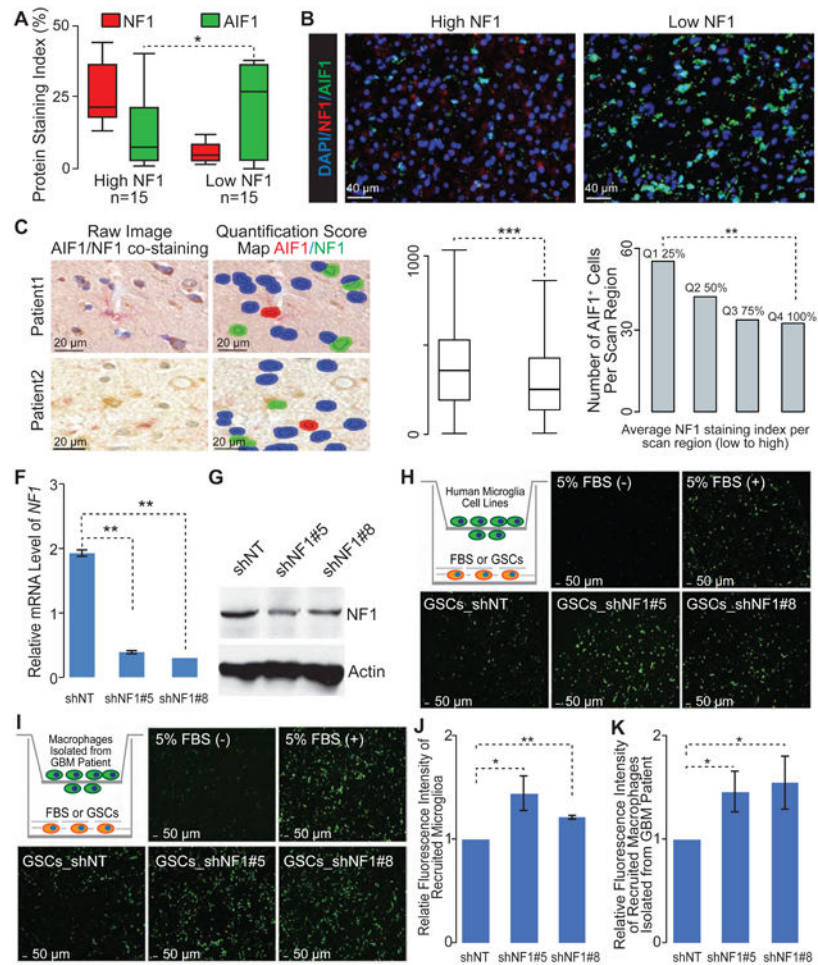 A
NF1
AIF1
Protein Staining Index (%)
50
25
0
*
High NF1
n=15
Low NF1
n=15
B
High NF1
Low NF1
DAPI/NF1/AIF1
40 µm
40 µm
C
Raw Image
AIF1/NF1 co-staining
Quantification Score
Map AIF1/NF1
Patient1
Patient2
20 µm
20 µm
20 µm
20 µm
1000
0
***
Number of AIF1+ Cells
Per Scan Region
60
30
0
**
Q1 25%
Q2 50%
Q3 75%
Q4 100%
Average NF1 staining index per
scan region (low to high)
F
Relative mRNA Level of NF1
3
2
1
0
**
**
shNT
shNF1#5
shNF1#8
G
shNT
shNF1#5
shNF1#8
NF1
Actin
H
Human Microglia
Cell Lines
FBS or GSCs
5% FBS (-)
50 µm
5% FBS (+)
50 µm
GSCs_shNT
50 µm
GSCs_shNF1#5
50 µm
GSCs_shNF1#8
50 µm
I
Macrophages
Isolated from
GBM Patient
FBS or GSCs
5% FBS (-)
50 µm
5% FBS (+)
50 µm
GSCs_shNT
50 µm
GSCs_shNF1#5
50 µm
GSCs_shNF1#8
50 µm
J
Relatie Fluorescence Intensity of
Recruited Microglia
2
1
0
*
**
shNT
shNF1#5
shNF1#8
K
Relative Fluorescence Intensity
of Recruited Macrophages
Isolated from GBM Patient
2
1
0
*
*
shNT
shNF1#5
shNF1#8